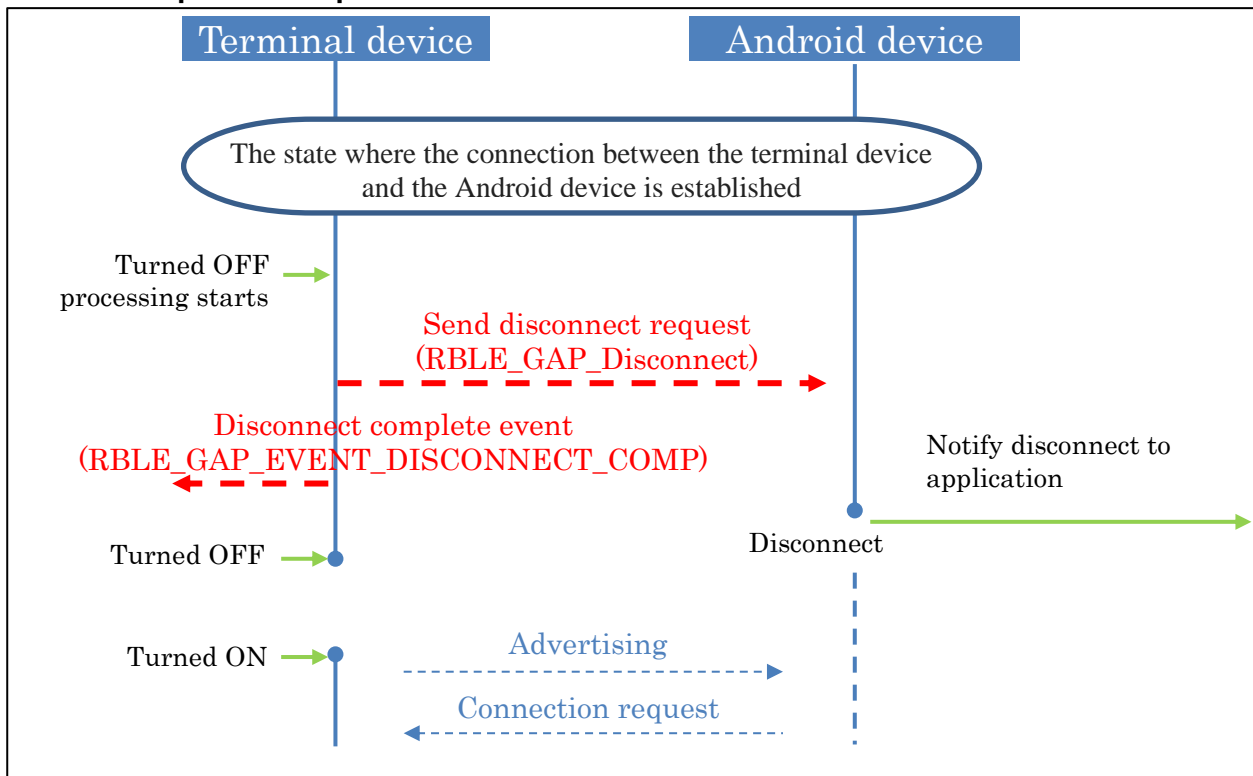 Terminal device
Android device
The state where the connection between the terminal device
and the Android device is established
Turned OFF
processing starts
Send disconnect request
(RBLE_GAP_Disconnect)
Disconnect complete event
(RBLE_GAP_EVENT_DISCONNECT_COMP)
Notify disconnect to
application
Disconnect
Turned OFF
Turned ON
Advertising
Connection request